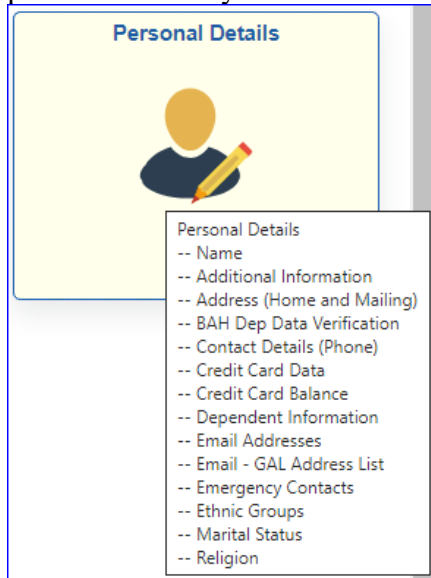 Personal Details
Personal Details
-- Name
-- Additional Information
-- Address (Home and Mailing)
-- BAH Dep Data Verification
-- Contact Details (Phone)
-- Credit Card Data
-- Credit Card Balance
-- Dependent Information
-- Email Addresses
-- Email - GAL Address List
-- Emergency Contacts
-- Ethnic Groups
-- Marital Status
-- Religion